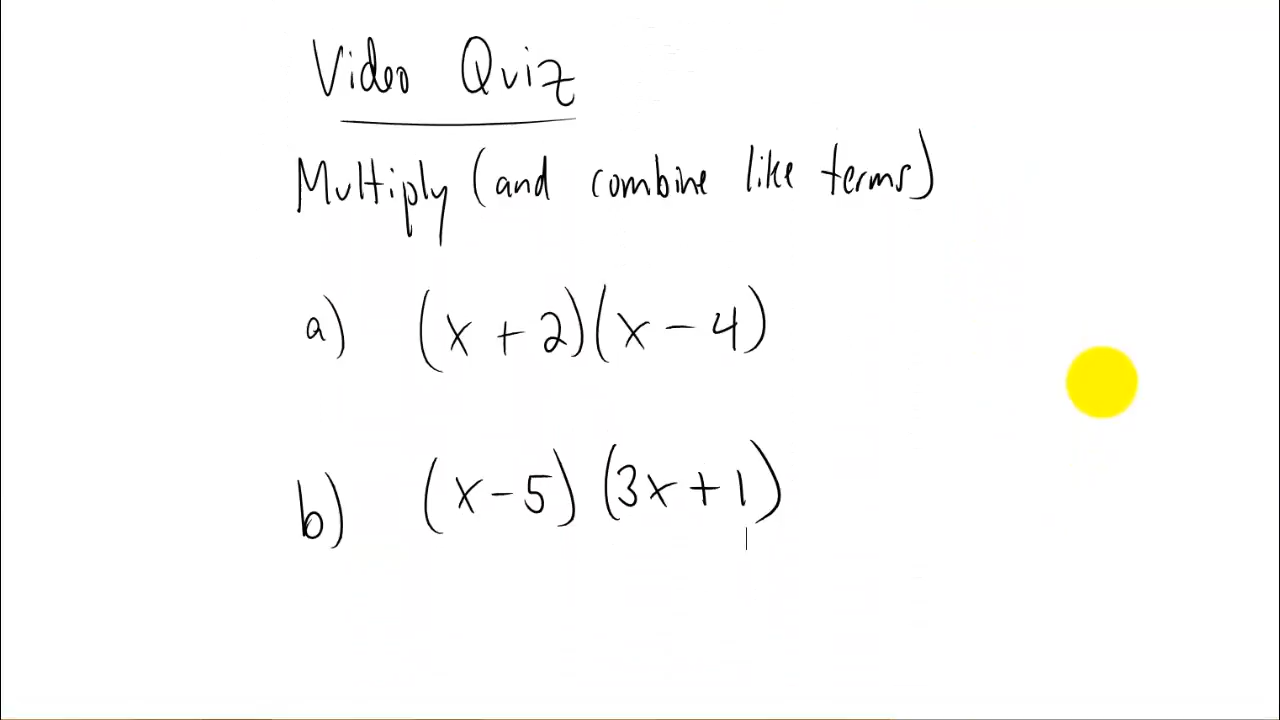 Video Quiz
Multiply (and combine like terms)
a) (x + 2)(x - 4)
b) (x - 5) (3x + 1)